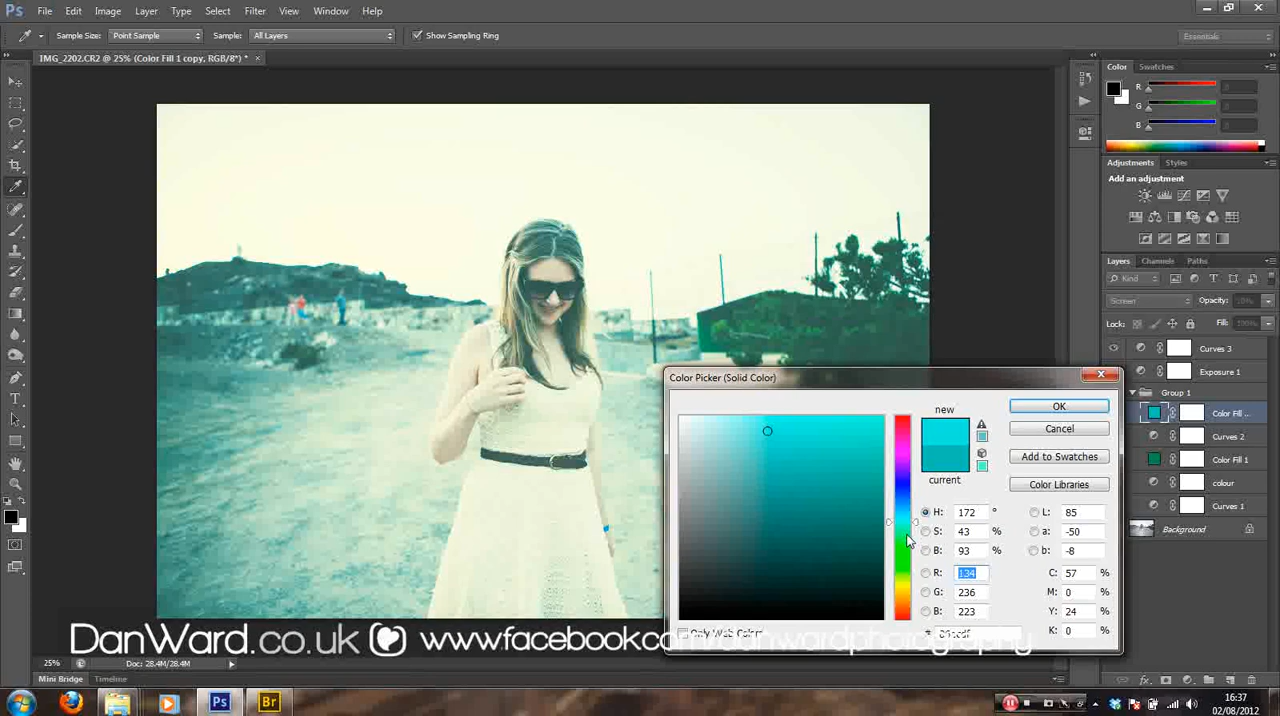 Ps File Edit Image Layer Type Select Filter View Window Help
Sample Size: Point Sample Sample: All Layers Show Sampling Ring Essentials
IMG_2202.CR2 @ 25% (Color Fill 1 copy, RGB/8*) * ×
Color Swatches
R
G
B
Adjustments Styles
Add an adjustment
Layers Channels Paths
Kind
Screen Opacity:
Lock: Fill: 100%
Curves 3
Exposure 1
Group 1
Color Fill ...
Curves 2
Color Fill 1
colour
Curves 1
Background
Color Picker (Solid Color)
new
current
OK
Cancel
Add to Swatches
Color Libraries
H: 172 ° L: 85
S: 43 % a: -50
B: 93 % b: -8
R: 134 C: 57 %
G: 236 M: 0 %
B: 223 Y: 24 %
K: 0 %
Only Web Colors
DanWard.co.uk www.facebook.com/danwardphotography
25% Doc: 28.4M/28.4M
Mini Bridge Timeline
Ps Br
16:37
02/08/2012